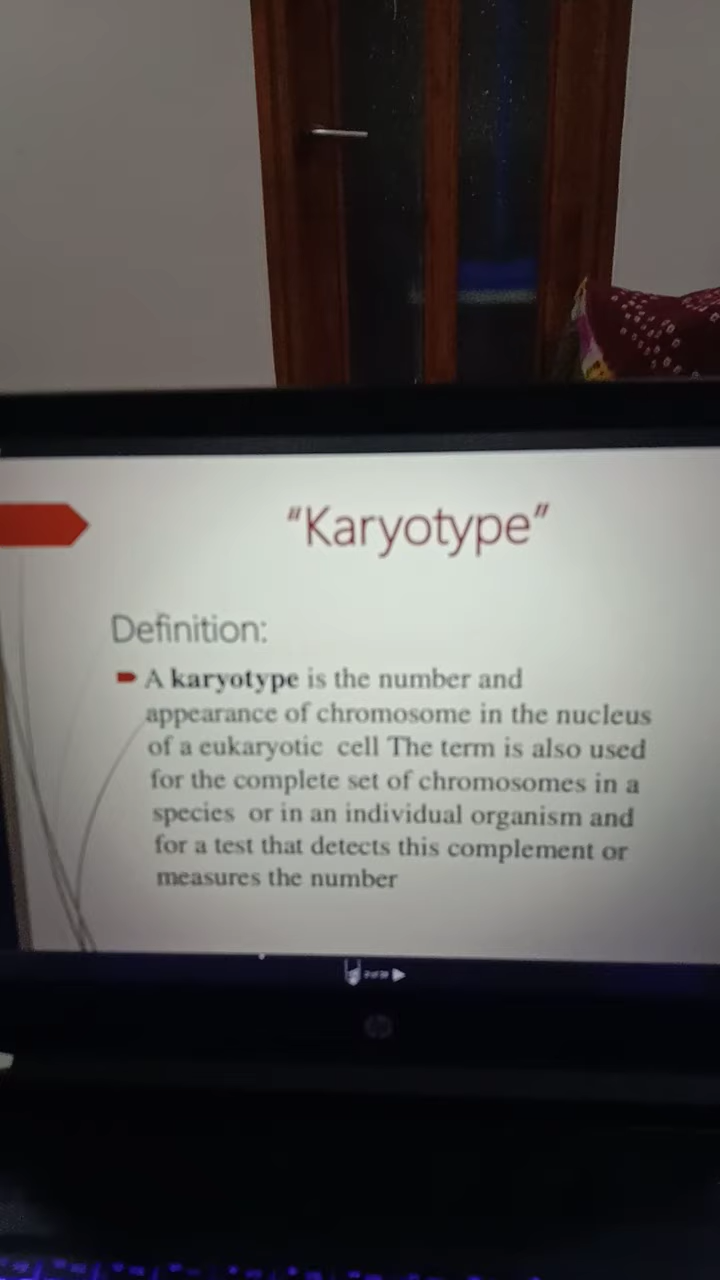 “Karyotype”
Definition:
A karyotype is the number and
appearance of chromosome in the nucleus
of a eukaryotic cell The term is also used
for the complete set of chromosomes in a
species or in an individual organism and
for a test that detects this complement or
measures the number
hp